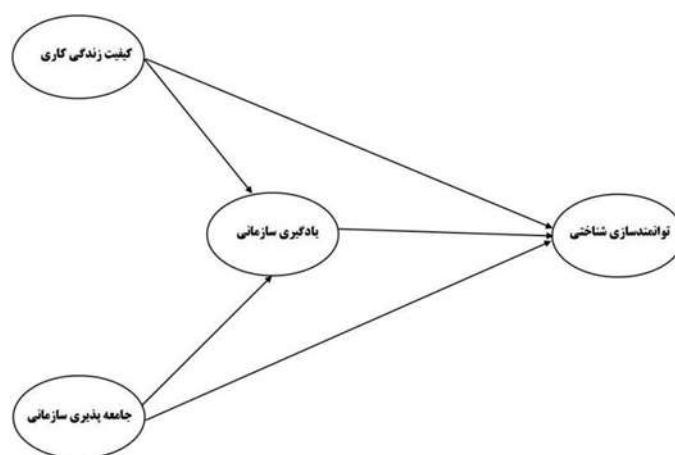 کیفیت زندگی کاری
یادگیری سازمانی
توانمندسازی شناختی
جامعه پذیری سازمانی